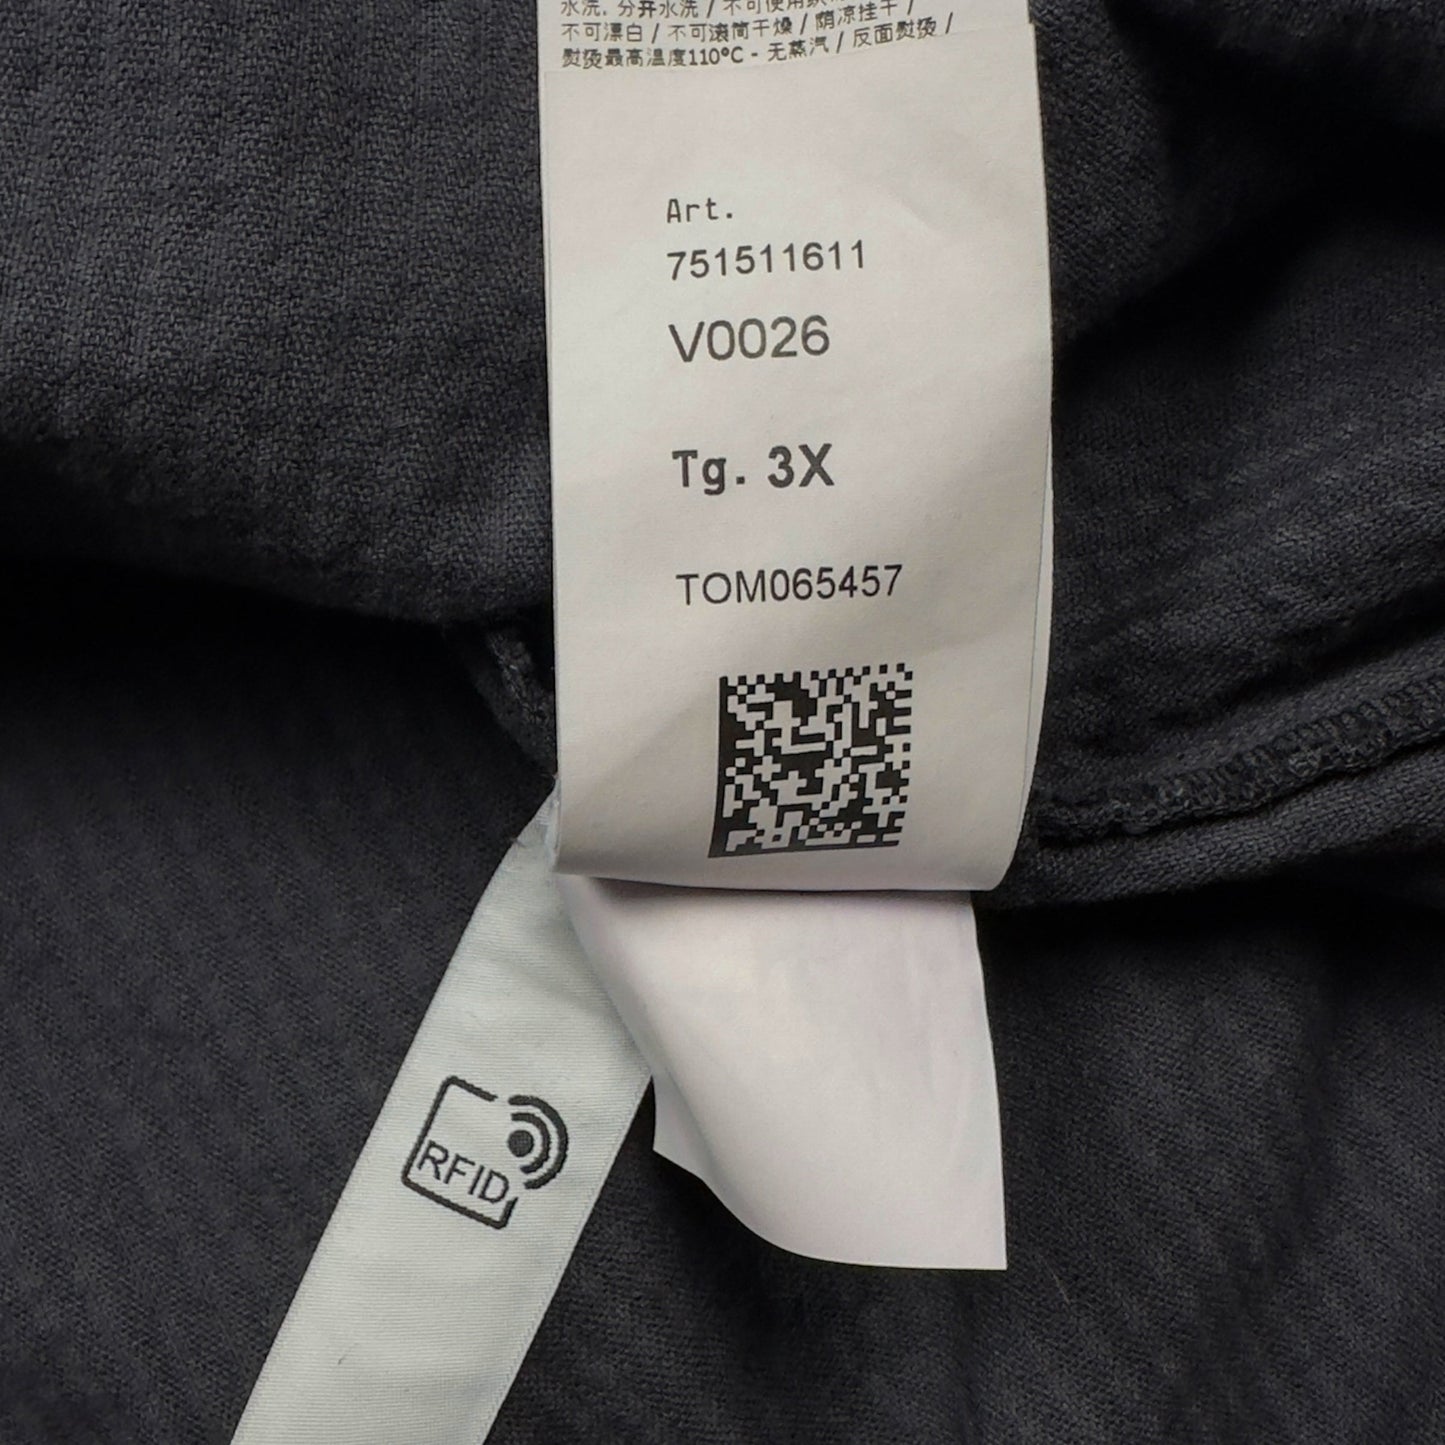 水洗. 分开水洗 / 不可使用
不可漂白 / 不可滚筒干燥 / 荫凉挂干 /
熨烫最高温度110°C - 无蒸汽 / 反面熨烫 /
Art.
751511611
V0026
Tg. 3X
TOM065457
RFID